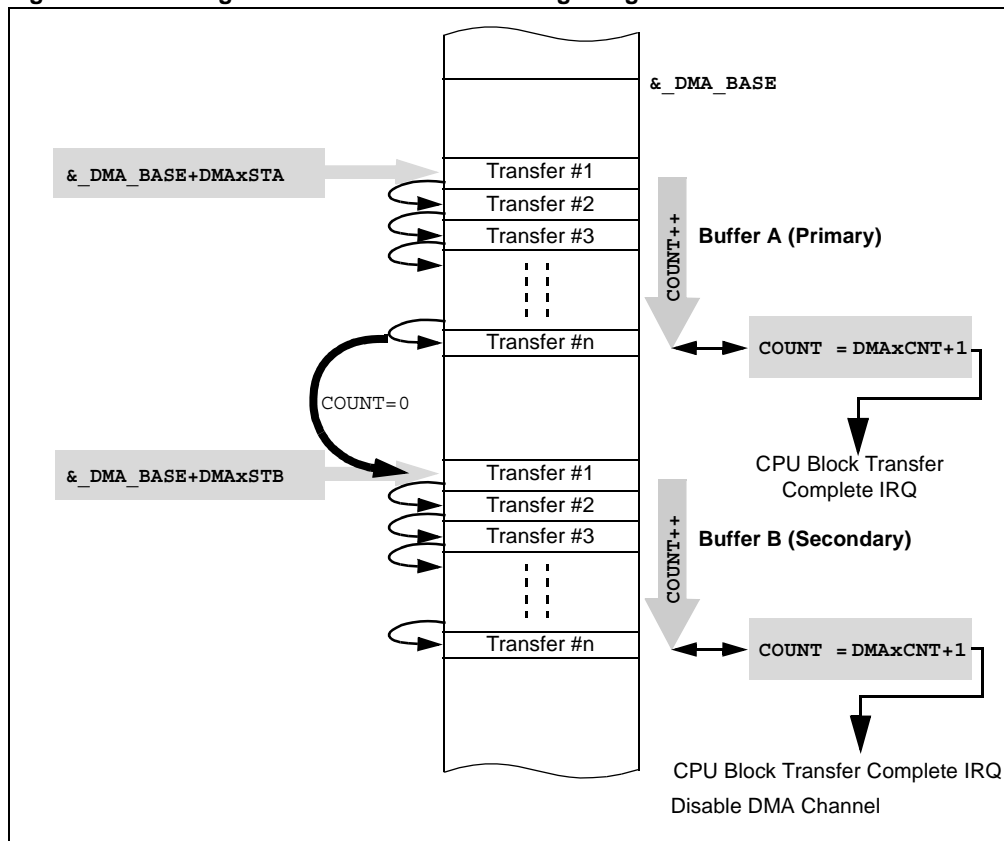 &_DMA_BASE
&_DMA_BASE+DMAxSTA
Transfer #1
Transfer #2
Transfer #3
Transfer #n
COUNT++
Buffer A (Primary)
COUNT = DMAxCNT+1
CPU Block Transfer
Complete IRQ
COUNT=0
&_DMA_BASE+DMAxSTB
Transfer #1
Transfer #2
Transfer #3
Transfer #n
COUNT++
Buffer B (Secondary)
COUNT = DMAxCNT+1
CPU Block Transfer Complete IRQ
Disable DMA Channel